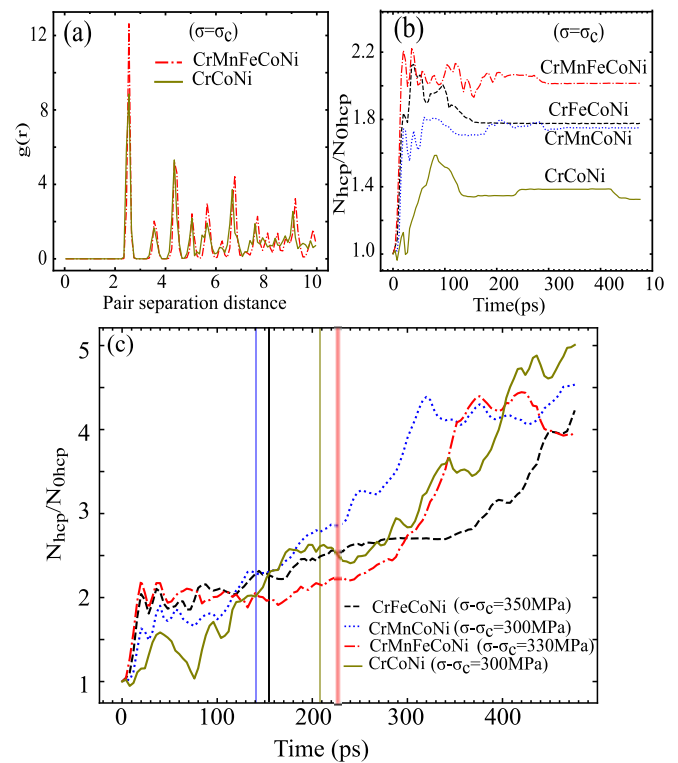 (a)
(σ=σc)
CrMnFeCoNi
CrCoNi
12
8
4
0
g(r)
0 2 4 6 8 10
Pair separation distance
(b)
(σ=σc)
2.2
1.8
1.4
1.0
Nhcp/N0hcp
CrMnFeCoNi
CrFeCoNi
CrMnCoNi
CrCoNi
0 100 200 300 400 10
Time(ps)
(c)
5
4
3
2
1
Nhcp/N0hcp
CrFeCoNi (σ-σc=350MPa)
CrMnCoNi (σ-σc=300MPa)
CrMnFeCoNi (σ-σc=330MPa)
CrCoNi (σ-σc=300MPa)
0 100 200 300 400
Time (ps)